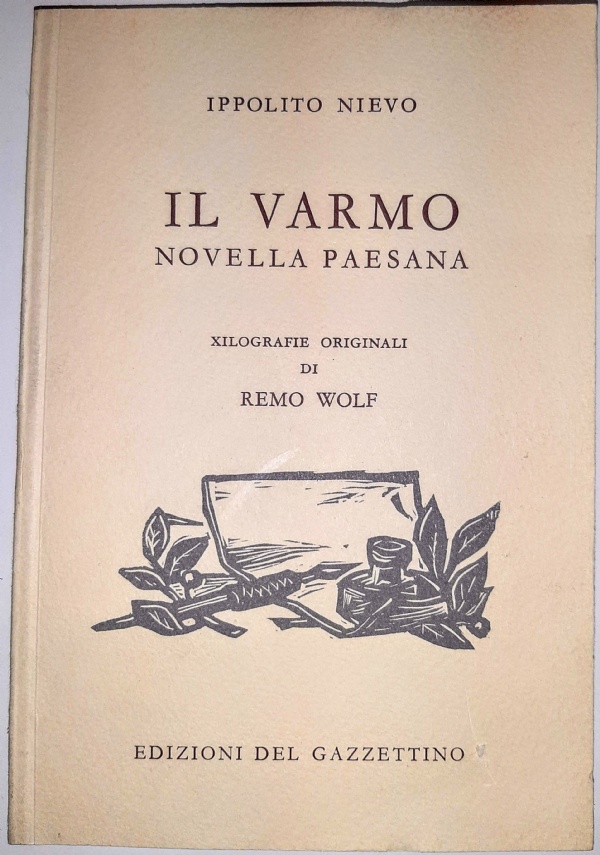 IPPOLITO NIEVO
IL VARMO
NOVELLA PAESANA
XILOGRAFIE ORIGINALI
DI
REMO WOLF
EDIZIONI DEL GAZZETTINO